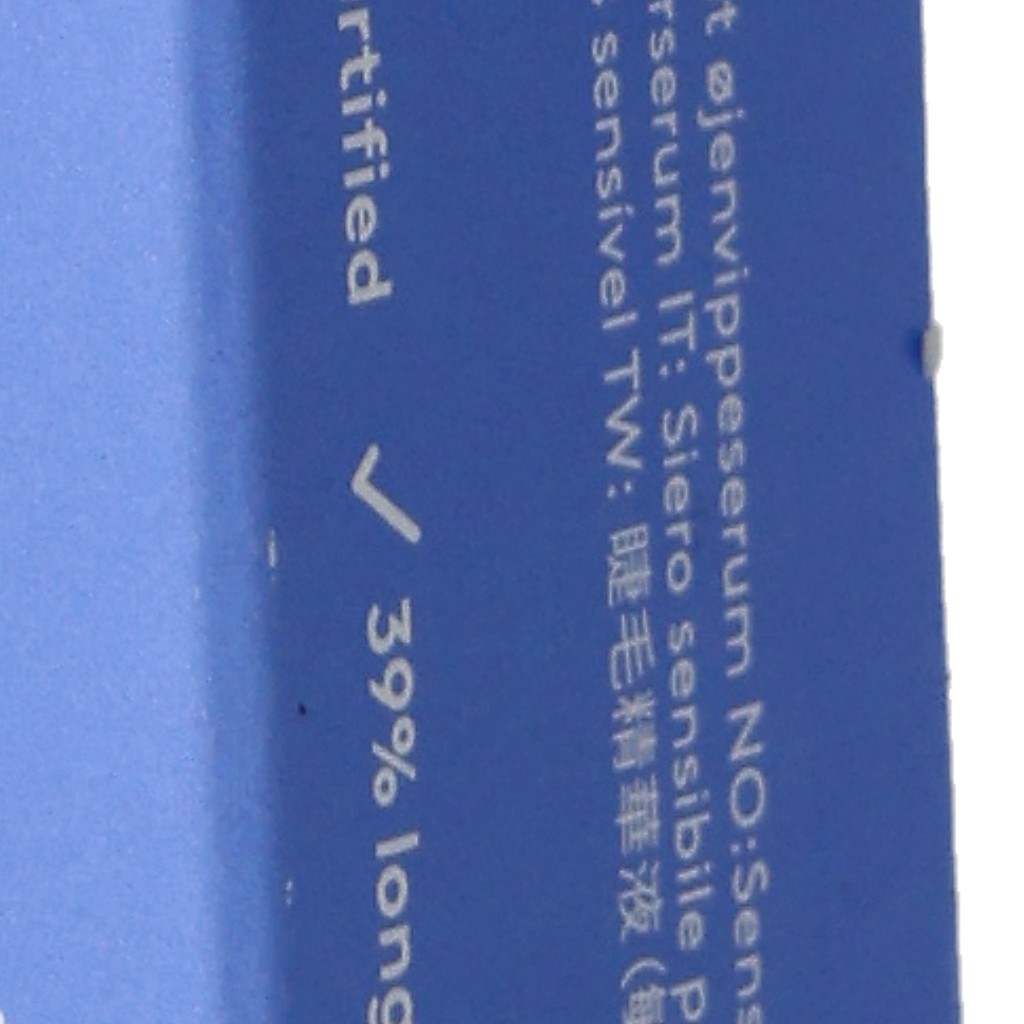 t øjenvippeserum NO:Sens
rserum IT: Siero sensibile P
sensivel TW: 睫毛精華液 (
rtified ✓ 39% long